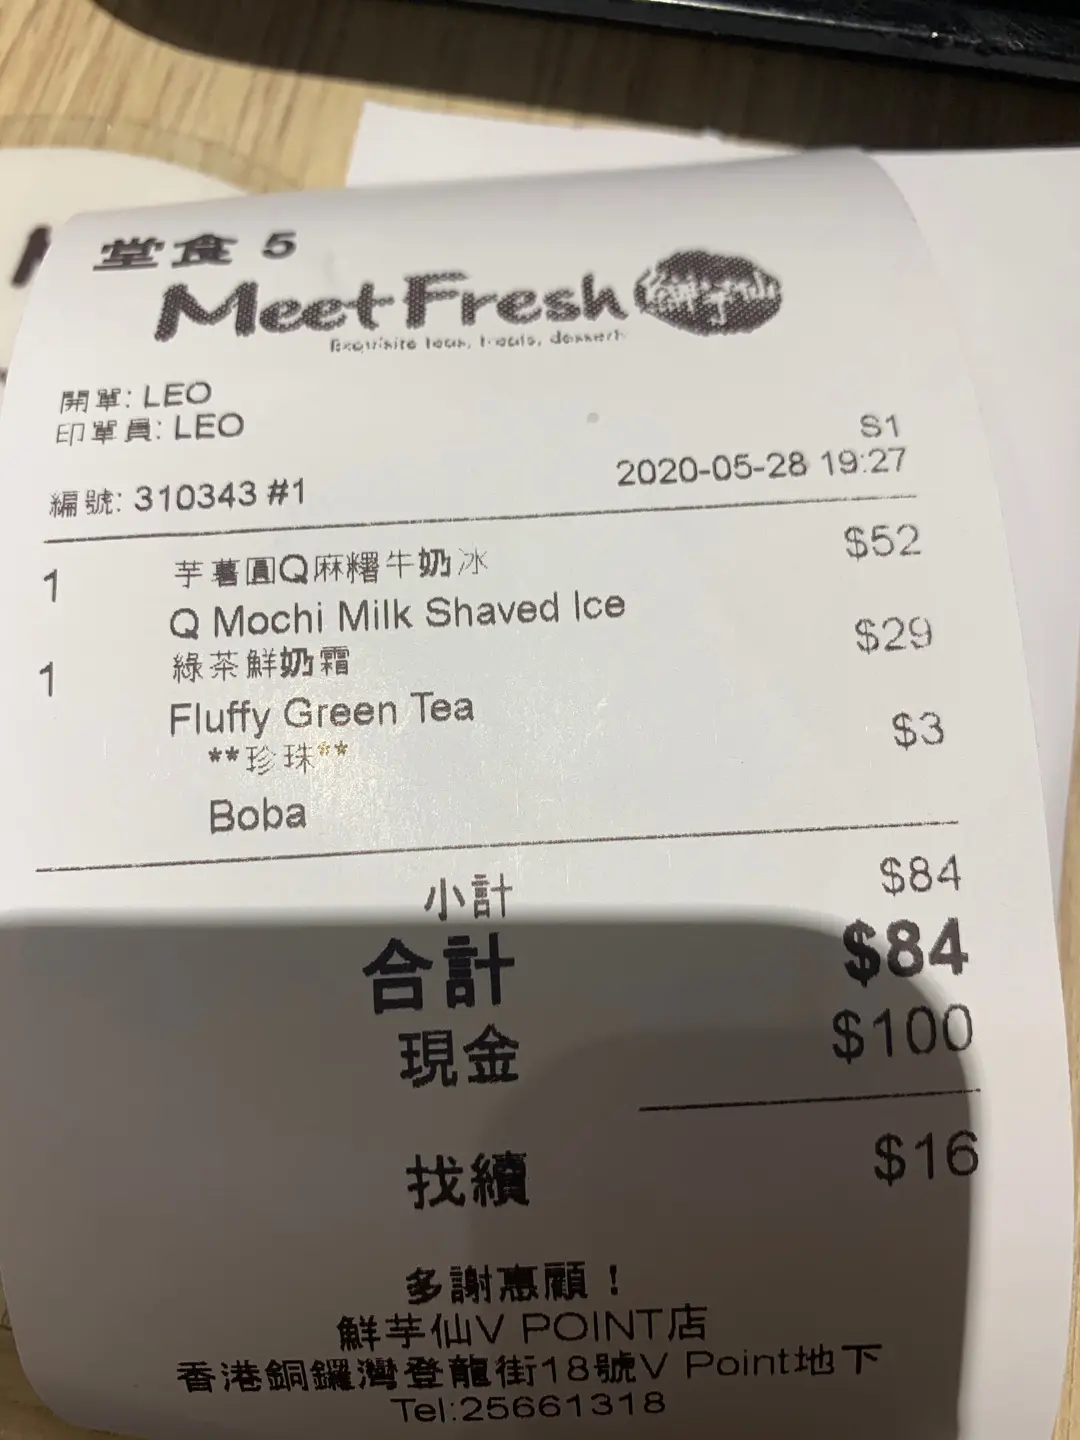 堂食 5
Meet Fresh 鮮芋仙
Exquisite teas, treats, dessert
開單: LEO
印單員: LEO
S1
編號: 310343 #1 2020-05-28 19:27
1 芋薯圓Q麻糬牛奶冰 $52
Q Mochi Milk Shaved Ice
1 綠茶鮮奶霜 $29
Fluffy Green Tea
**珍珠** $3
Boba
小計 $84
合計 $84
現金 $100
找續 $16
多謝惠顧！
鮮芋仙V POINT店
香港銅鑼灣登龍街18號V Point地下
Tel:25661318